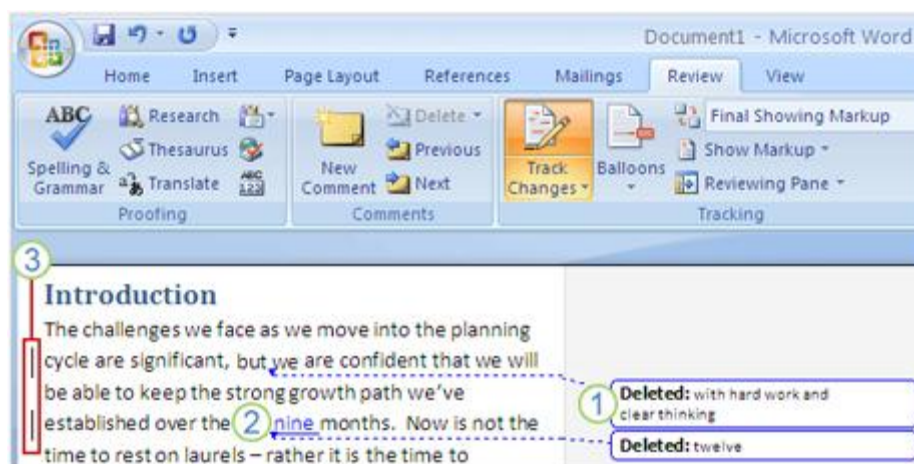 Document1 - Microsoft Word
Home Insert Page Layout References Mailings Review View
ABC Research Delete Final Showing Markup
Thesaurus Previous Show Markup
Spelling & Grammar Translate ABC 123 New Comment Next Track Changes Balloons Reviewing Pane
Proofing Comments Tracking
3
Introduction
The challenges we face as we move into the planning
cycle are significant, but we are confident that we will
be able to keep the strong growth path we've
established over the 2 nine months. Now is not the
time to rest on laurels – rather it is the time to
1
Deleted: with hard work and
clear thinking
Deleted: twelve